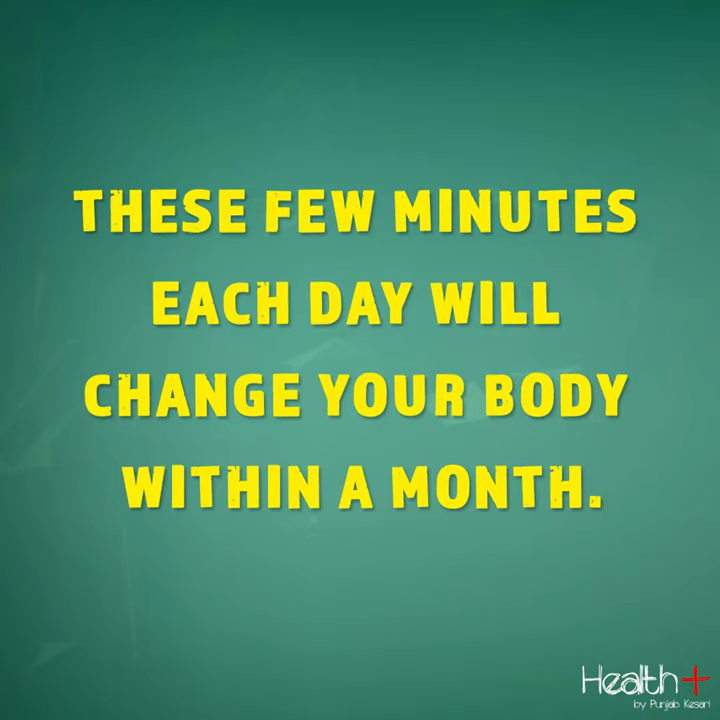 THESE FEW MINUTES
EACH DAY WILL
CHANGE YOUR BODY
WITHIN A MONTH.
Health+
by Punjab Kesari